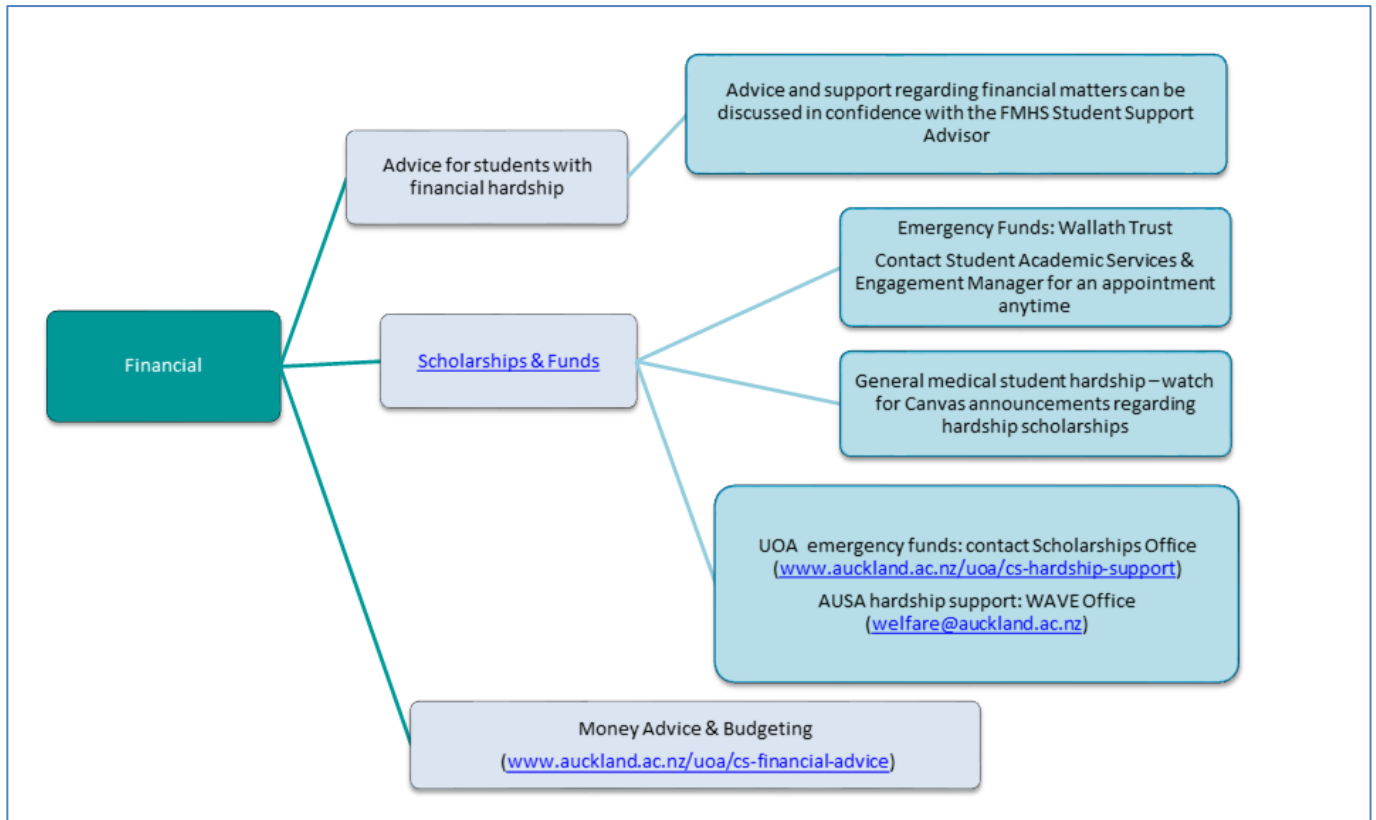 Financial
Advice for students with
financial hardship
Advice and support regarding financial matters can be
discussed in confidence with the FMHS Student Support
Advisor
Scholarships & Funds
Emergency Funds: Wallath Trust
Contact Student Academic Services &
Engagement Manager for an appointment
anytime
General medical student hardship – watch
for Canvas announcements regarding
hardship scholarships
UOA emergency funds: contact Scholarships Office
(www.auckland.ac.nz/uoa/cs-hardship-support)
AUSA hardship support: WAVE Office
(welfare@auckland.ac.nz)
Money Advice & Budgeting
(www.auckland.ac.nz/uoa/cs-financial-advice)